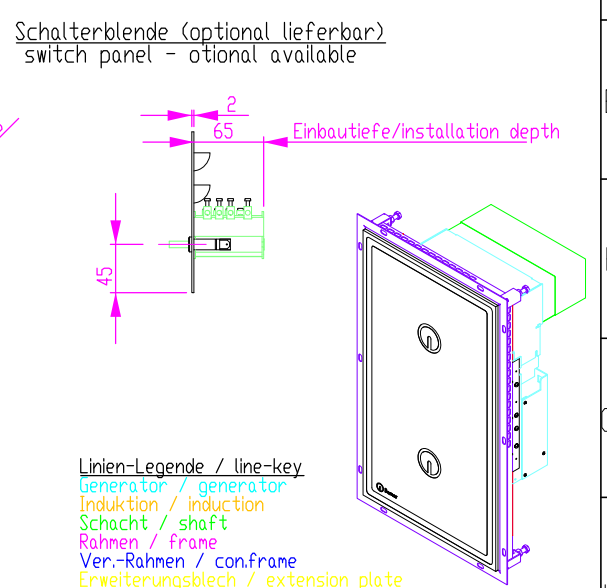 Schalterblende (optional lieferbar)
switch panel - otional available
2
65
Einbautiefe/installation depth
45
Linien-Legende / line-key
Generator / generator
Induktion / induction
Schacht / shaft
Rahmen / frame
Ver.-Rahmen / con.frame
Erweiterungsblech / extension plate